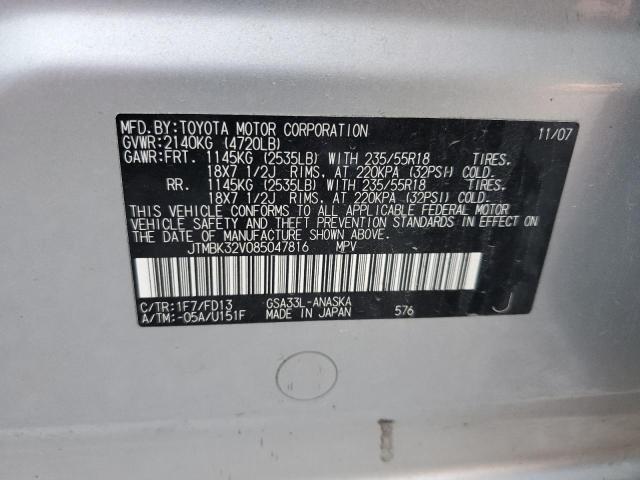 MFD.BY:TOYOTA MOTOR CORPORATION 11/07
GVWR:2140KG (4720LB)
GAWR:FRT. 1145KG (2535LB) WITH 235/55R18 TIRES.
18X7 1/2J RIMS, AT 220KPA (32PSI) COLD.
RR. 1145KG (2535LB) WITH 235/55R18 TIRES.
18X7 1/2J RIMS, AT 220KPA (32PSI) COLD.
THIS VEHICLE CONFORMS TO ALL APPLICABLE FEDERAL MOTOR
VEHICLE SAFETY AND THEFT PREVENTION STANDARDS IN EFFECT ON
THE DATE OF MANUFACTURE SHOWN ABOVE.
JTMBK32V085047816 MPV
C/TR:1F7/FD13 GSA33L-ANASKA
A/TM:-05A/U151F MADE IN JAPAN 576 J